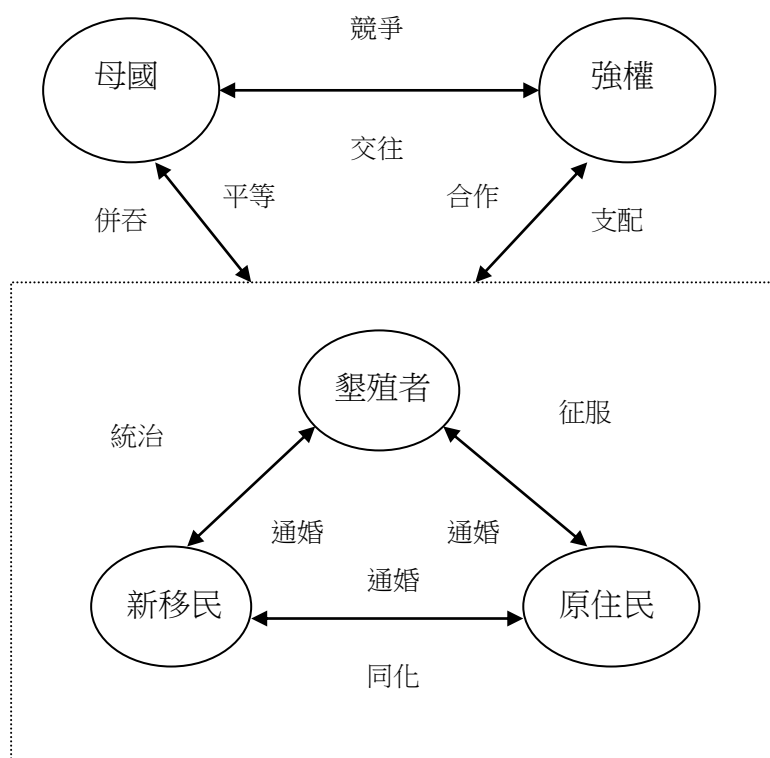 競爭
母國
強權
交往
平等
合作
併吞
支配
墾殖者
征服
統治
通婚
通婚
通婚
新移民
原住民
同化